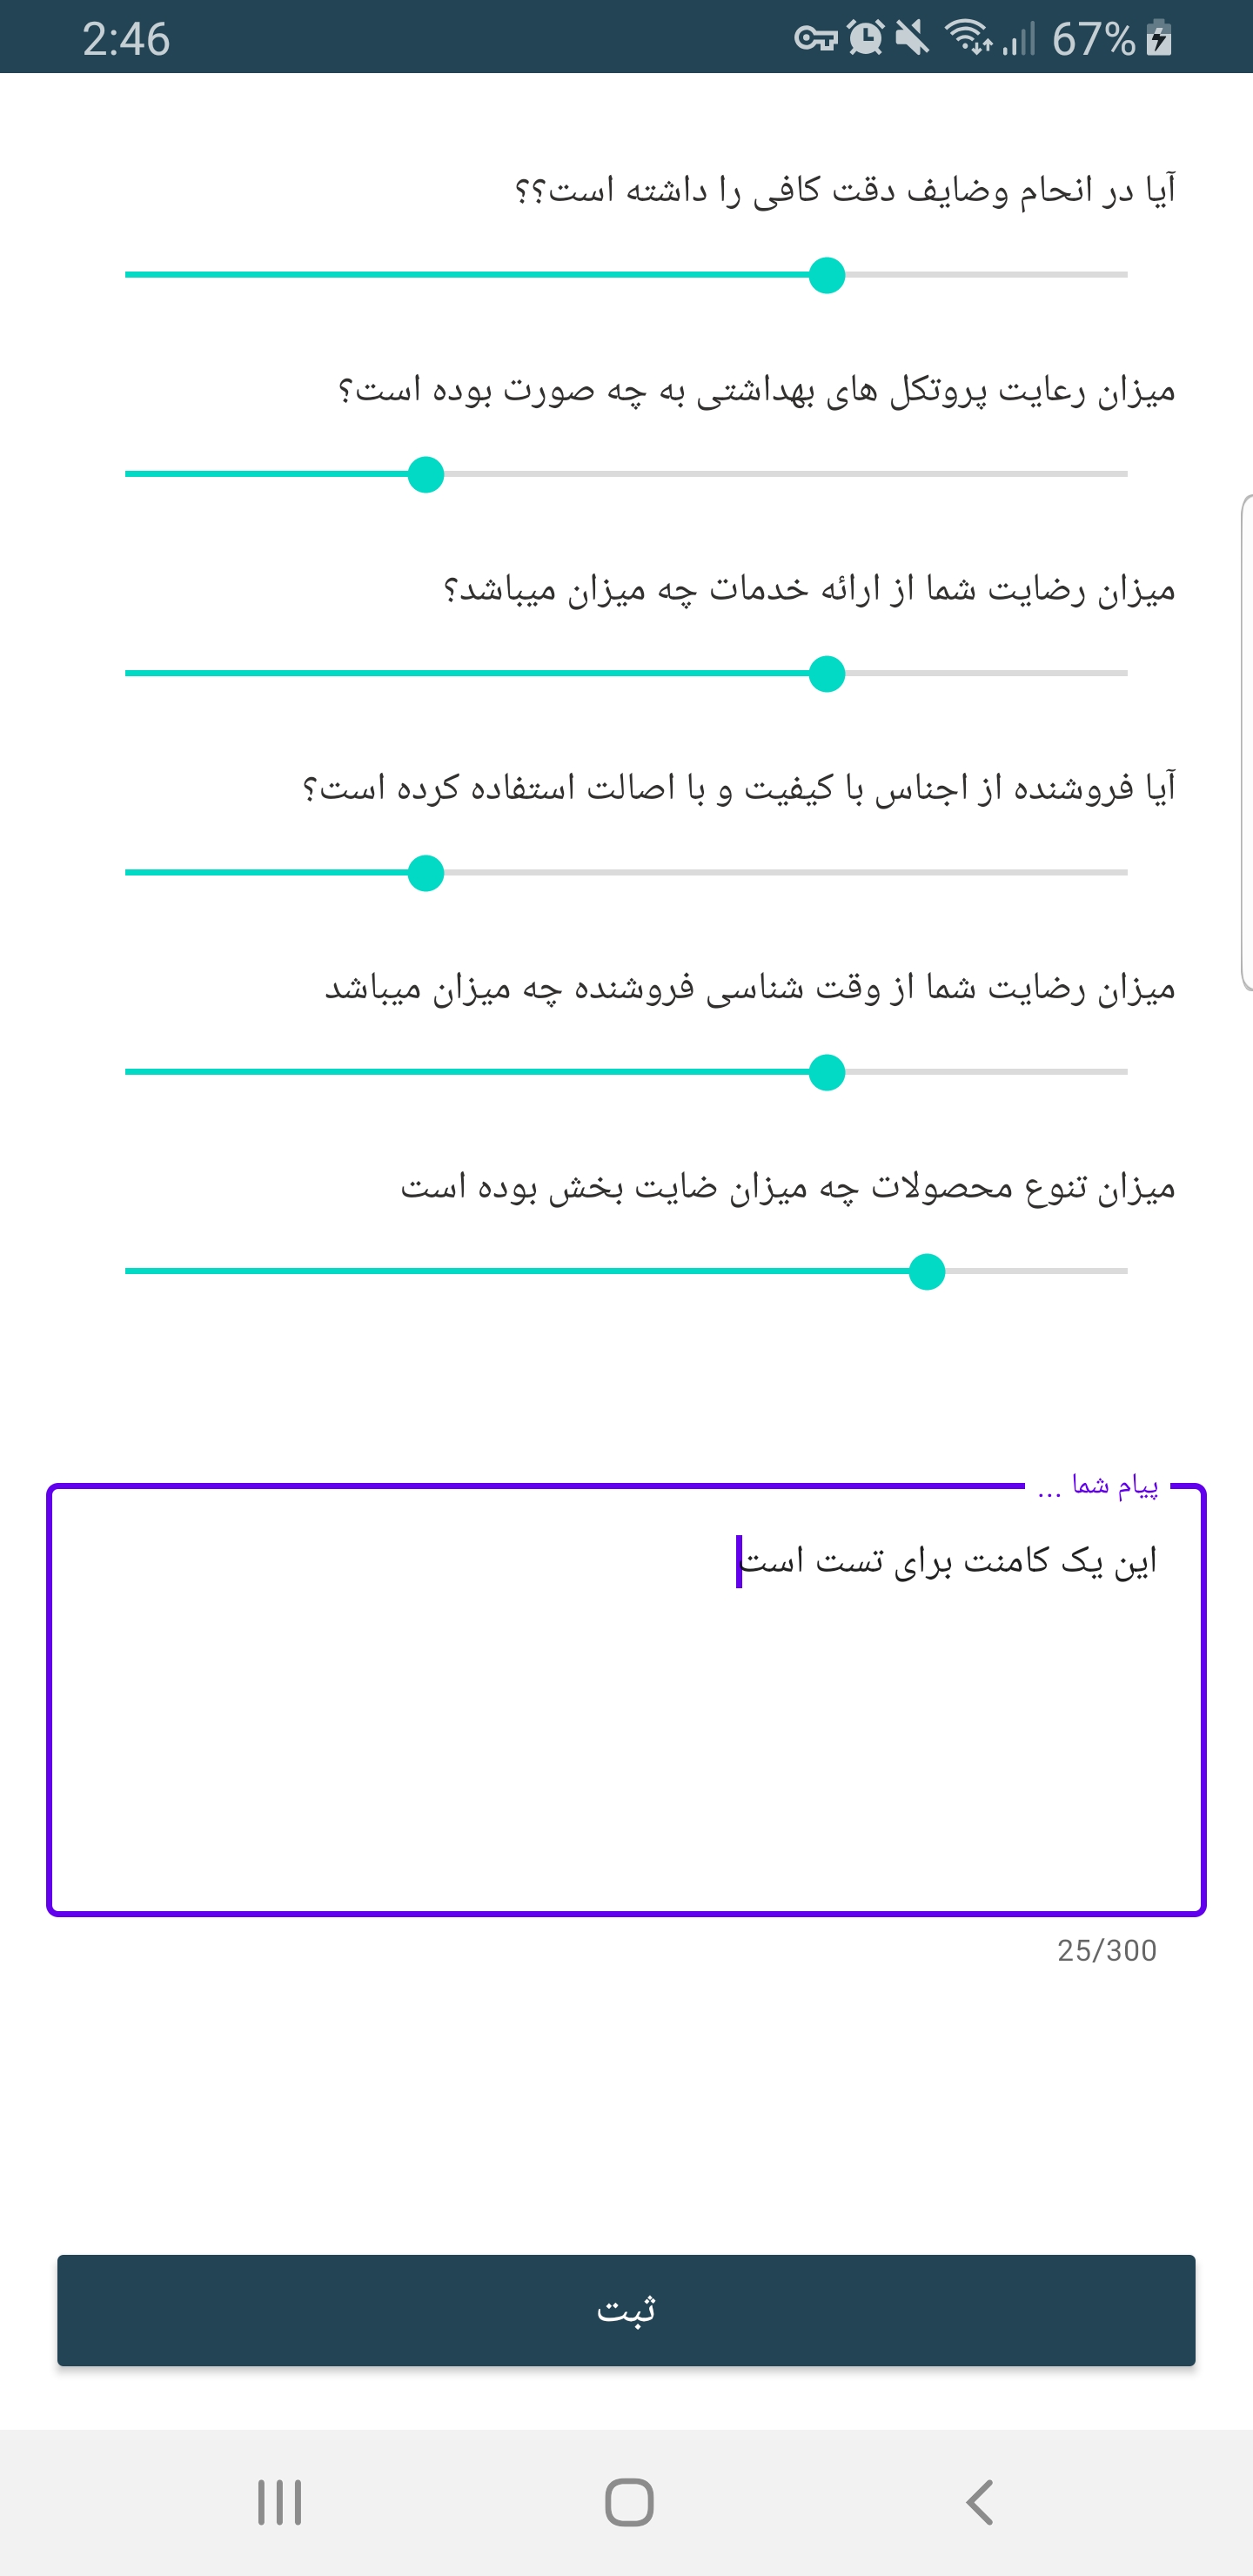 2:46
67%
آیا در انحام وضایف دقت کافی را داشته است؟؟
میزان رعایت پروتکل های بهداشتی به چه صورت بوده است؟
میزان رضایت شما از ارائه خدمات چه میزان میباشد؟
آیا فروشنده از اجناس با کیفیت و با اصالت استفاده کرده است؟
میزان رضایت شما از وقت شناسی فروشنده چه میزان میباشد
میزان تنوع محصولات چه میزان ضایت بخش بوده است
پیام شما ...
این یک کامنت برای تست است
25/300
ثبت